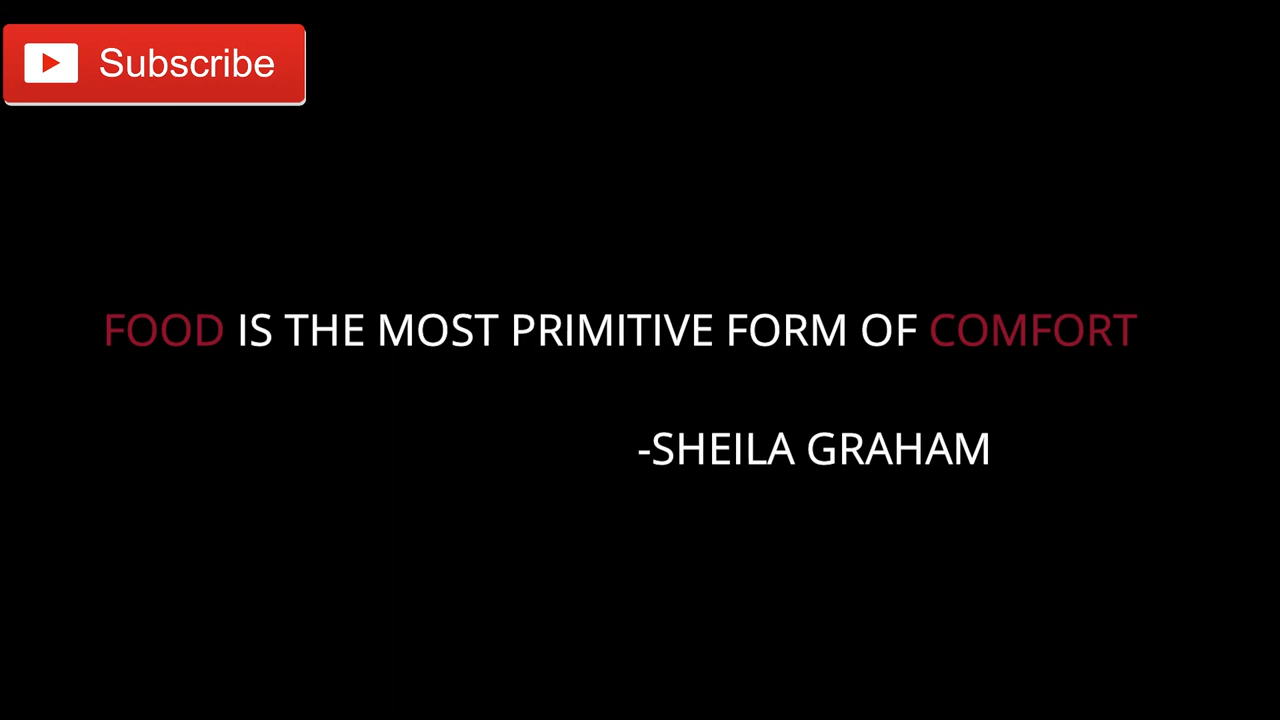 Subscribe
FOOD IS THE MOST PRIMITIVE FORM OF COMFORT
-SHEILA GRAHAM